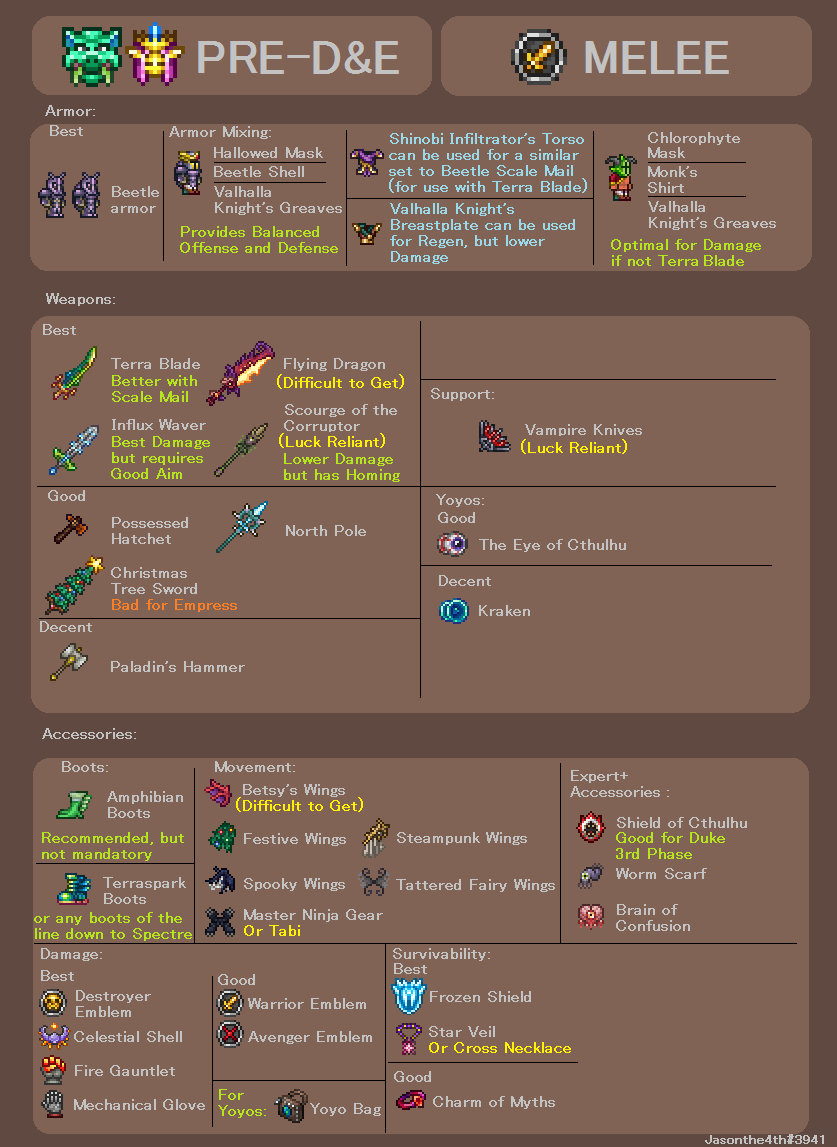 PRE-D&E
MELEE
Armor:
Best
Beetle
armor
Armor Mixing:
Hallowed Mask
Beetle Shell
Valhalla
Knight's Greaves
Provides Balanced
Offense and Defense
Shinobi Infiltrator's Torso
can be used for a similar
set to Beetle Scale Mail
(for use with Terra Blade)
Valhalla Knight's
Breastplate can be used
for Regen, but lower
Damage
Chlorophyte
Mask
Monk's
Shirt
Valhalla
Knight's Greaves
Optimal for Damage
if not Terra Blade
Weapons:
Best
Terra Blade
Better with
Scale Mail
Flying Dragon
(Difficult to Get)
Influx Waver
Best Damage
but requires
Good Aim
Scourge of the
Corruptor
(Luck Reliant)
Lower Damage
but has Homing
Good
Possessed
Hatchet
North Pole
Christmas
Tree Sword
Bad for Empress
Decent
Paladin's Hammer
Support:
Vampire Knives
(Luck Reliant)
Yoyos:
Good
The Eye of Cthulhu
Decent
Kraken
Accessories:
Boots:
Amphibian
Boots
Recommended, but
not mandatory
Terraspark
Boots
or any boots of the
line down to Spectre
Movement:
Betsy's Wings
(Difficult to Get)
Festive Wings
Steampunk Wings
Spooky Wings
Tattered Fairy Wings
Master Ninja Gear
Or Tabi
Expert+
Accessories :
Shield of Cthulhu
Good for Duke
3rd Phase
Worm Scarf
Brain of
Confusion
Damage:
Best
Destroyer
Emblem
Celestial Shell
Fire Gauntlet
Mechanical Glove
Good
Warrior Emblem
Avenger Emblem
For
Yoyos:
Yoyo Bag
Survivability:
Best
Frozen Shield
Star Veil
Or Cross Necklace
Good
Charm of Myths
Jasonthe4th#3941